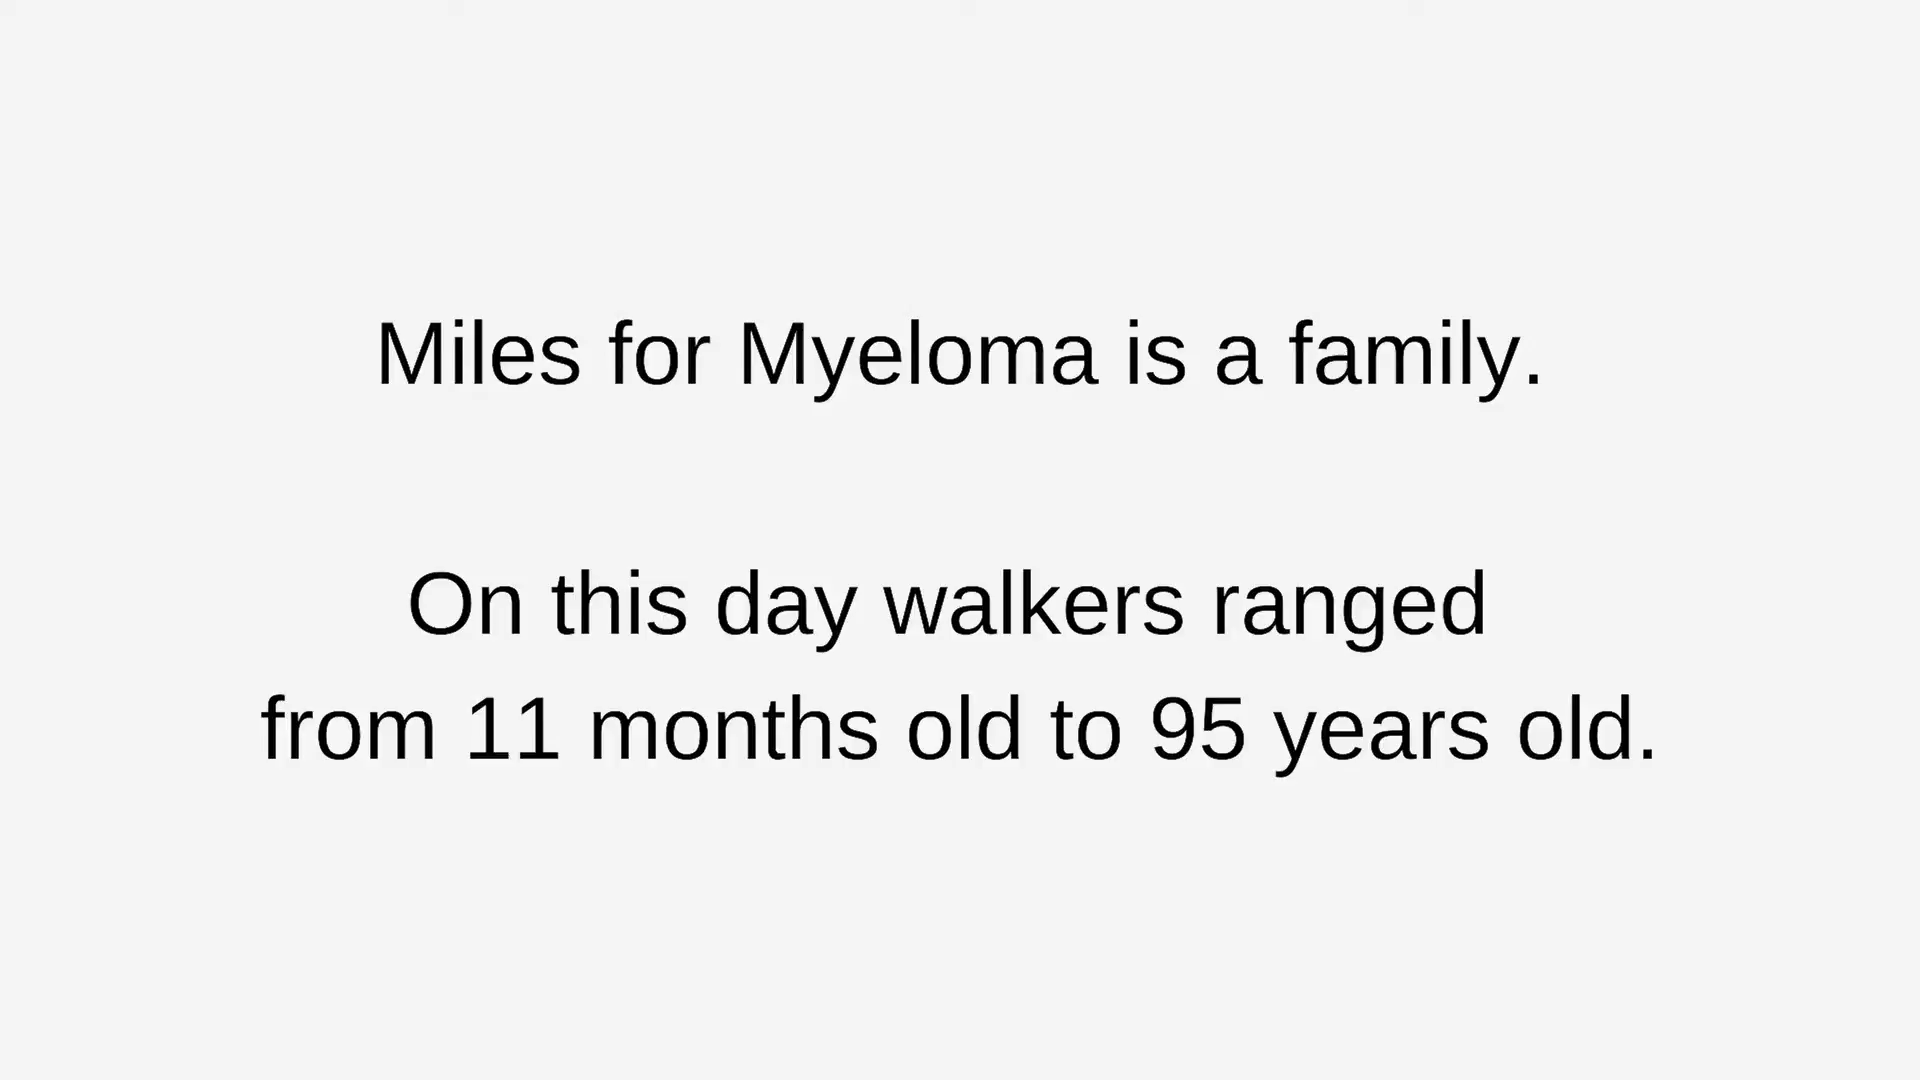 Miles for Myeloma is a family.
On this day walkers ranged
from 11 months old to 95 years old.